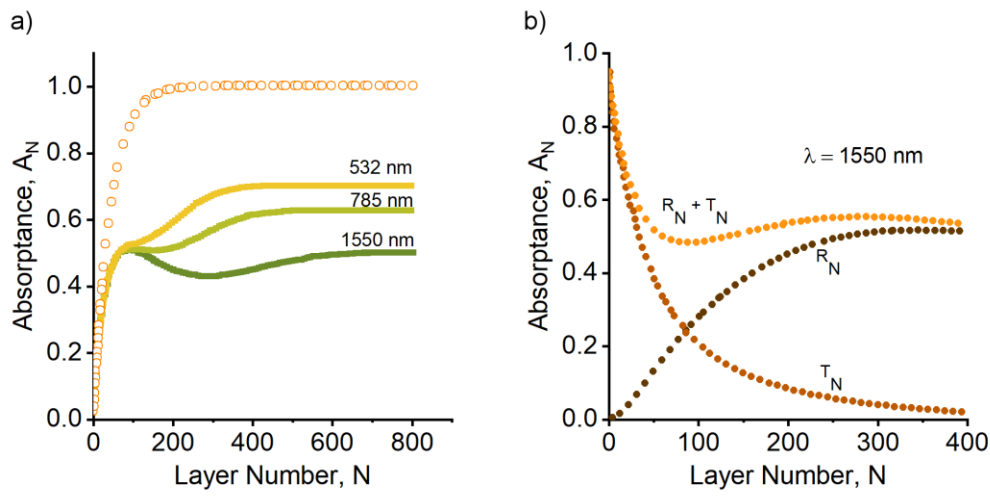 a)
1.0
0.8
0.6
0.4
0.2
0.0
Absorptance, A_N
532 nm
785 nm
1550 nm
0
200
400
600
800
Layer Number, N
b)
1.0
0.8
0.6
0.4
0.2
0.0
Absorptance, A_N
λ = 1550 nm
R_N + T_N
R_N
T_N
0
100
200
300
400
Layer Number, N